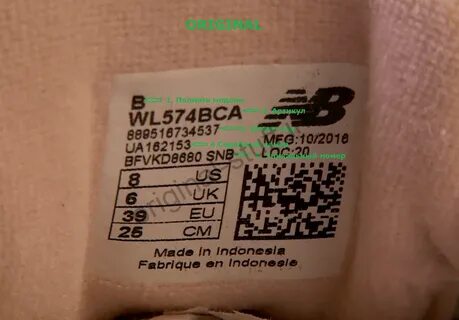 ORIGINAL
B
WL574BCA
889516734537
UA162153
BFVKD8680 SNB
NB
MFG:10/2016
LOC:20
8 US
6 UK
39 EU
25 CM
Made in Indonesia
Fabrique en Indonesie